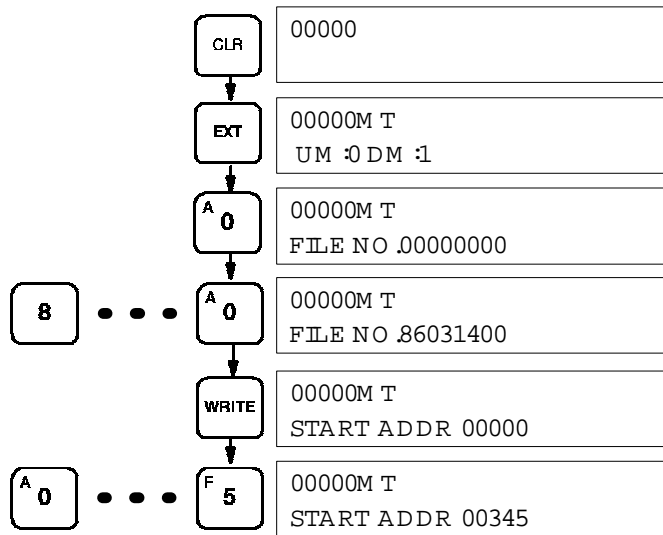 CLR
00000
EXT
00000M T
UM :0 DM :1
A 0
00000M T
FILE NO .00000000
8 A 0
00000M T
FILE NO .86031400
WRITE
00000M T
START ADDR 00000
A 0 F 5
00000M T
START ADDR 00345